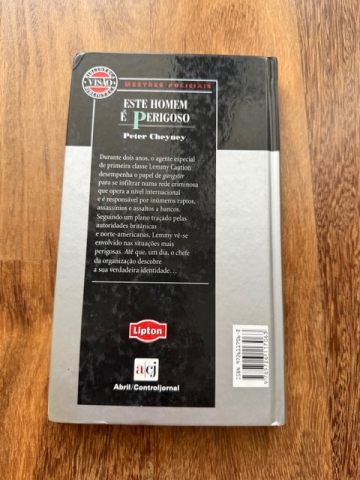 VISÃO
MESTRES POLICIAIS
ESTE HOMEM
É PERIGOSO
Peter Cheyney
Durante dois anos, o agente especial
de primeira classe Lemmy Caution
desempenha o papel de gangster
para se infiltrar numa rede criminosa
que opera a nível internacional
e é responsável por inúmeros raptos,
assassínios e assaltos a bancos.
Seguindo um plano traçado pelas
autoridades britânicas
e norte-americanas, Lemmy vê-se
envolvido nas situações mais
perigosas. Até que, um dia, o chefe
da organização descobre
a sua verdadeira identidade...
Lipton
a/cj
Abril/Controljornal